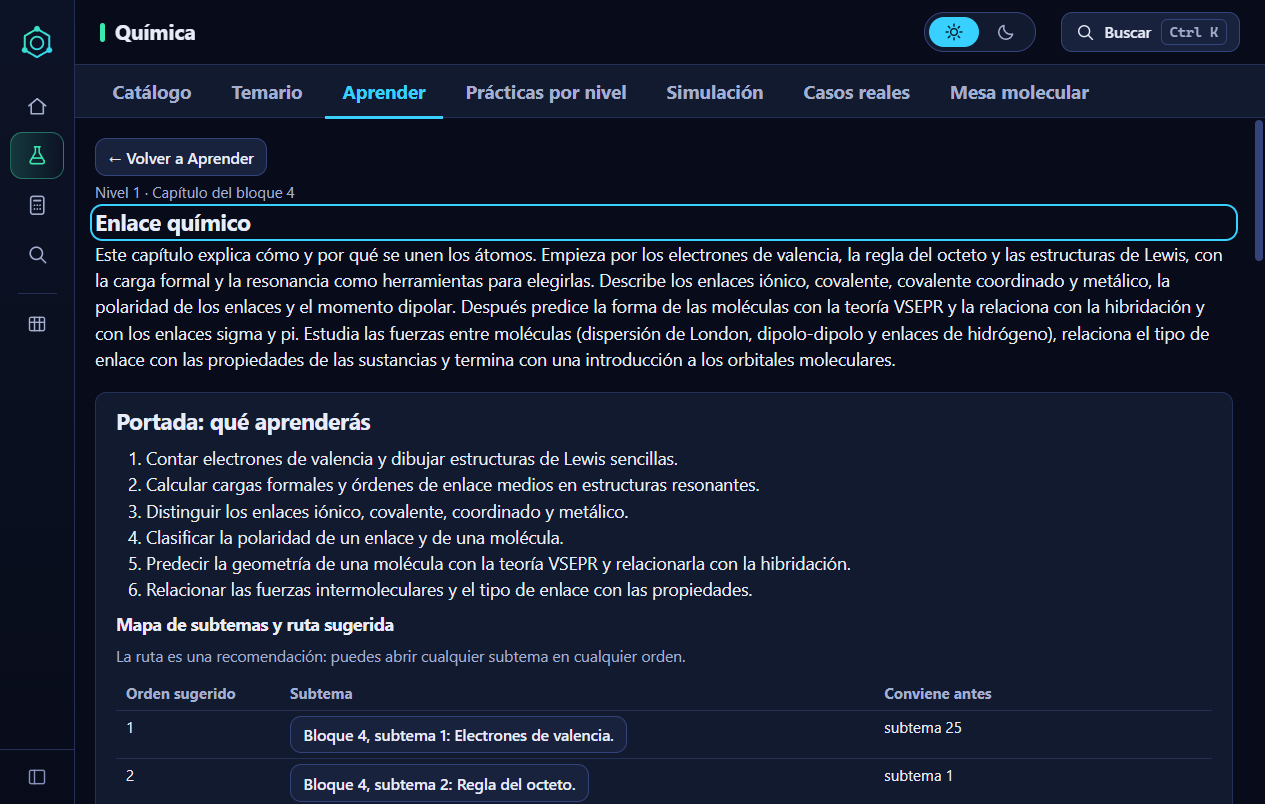 Química
Buscar Ctrl K
Catálogo Temario Aprender Prácticas por nivel Simulación Casos reales Mesa molecular
← Volver a Aprender
Nivel 1 · Capítulo del bloque 4
Enlace químico
Este capítulo explica cómo y por qué se unen los átomos. Empieza por los electrones de valencia, la regla del octeto y las estructuras de Lewis, con
la carga formal y la resonancia como herramientas para elegirlas. Describe los enlaces iónico, covalente, covalente coordinado y metálico, la
polaridad de los enlaces y el momento dipolar. Después predice la forma de las moléculas con la teoría VSEPR y la relaciona con la hibridación y
con los enlaces sigma y pi. Estudia las fuerzas entre moléculas (dispersión de London, dipolo-dipolo y enlaces de hidrógeno), relaciona el tipo de
enlace con las propiedades de las sustancias y termina con una introducción a los orbitales moleculares.
Portada: qué aprenderás
1. Contar electrones de valencia y dibujar estructuras de Lewis sencillas.
2. Calcular cargas formales y órdenes de enlace medios en estructuras resonantes.
3. Distinguir los enlaces iónico, covalente, coordinado y metálico.
4. Clasificar la polaridad de un enlace y de una molécula.
5. Predecir la geometría de una molécula con la teoría VSEPR y relacionarla con la hibridación.
6. Relacionar las fuerzas intermoleculares y el tipo de enlace con las propiedades.
Mapa de subtemas y ruta sugerida
La ruta es una recomendación: puedes abrir cualquier subtema en cualquier orden.
Orden sugerido Subtema Conviene antes
1 Bloque 4, subtema 1: Electrones de valencia. subtema 25
2 Bloque 4, subtema 2: Regla del octeto. subtema 1